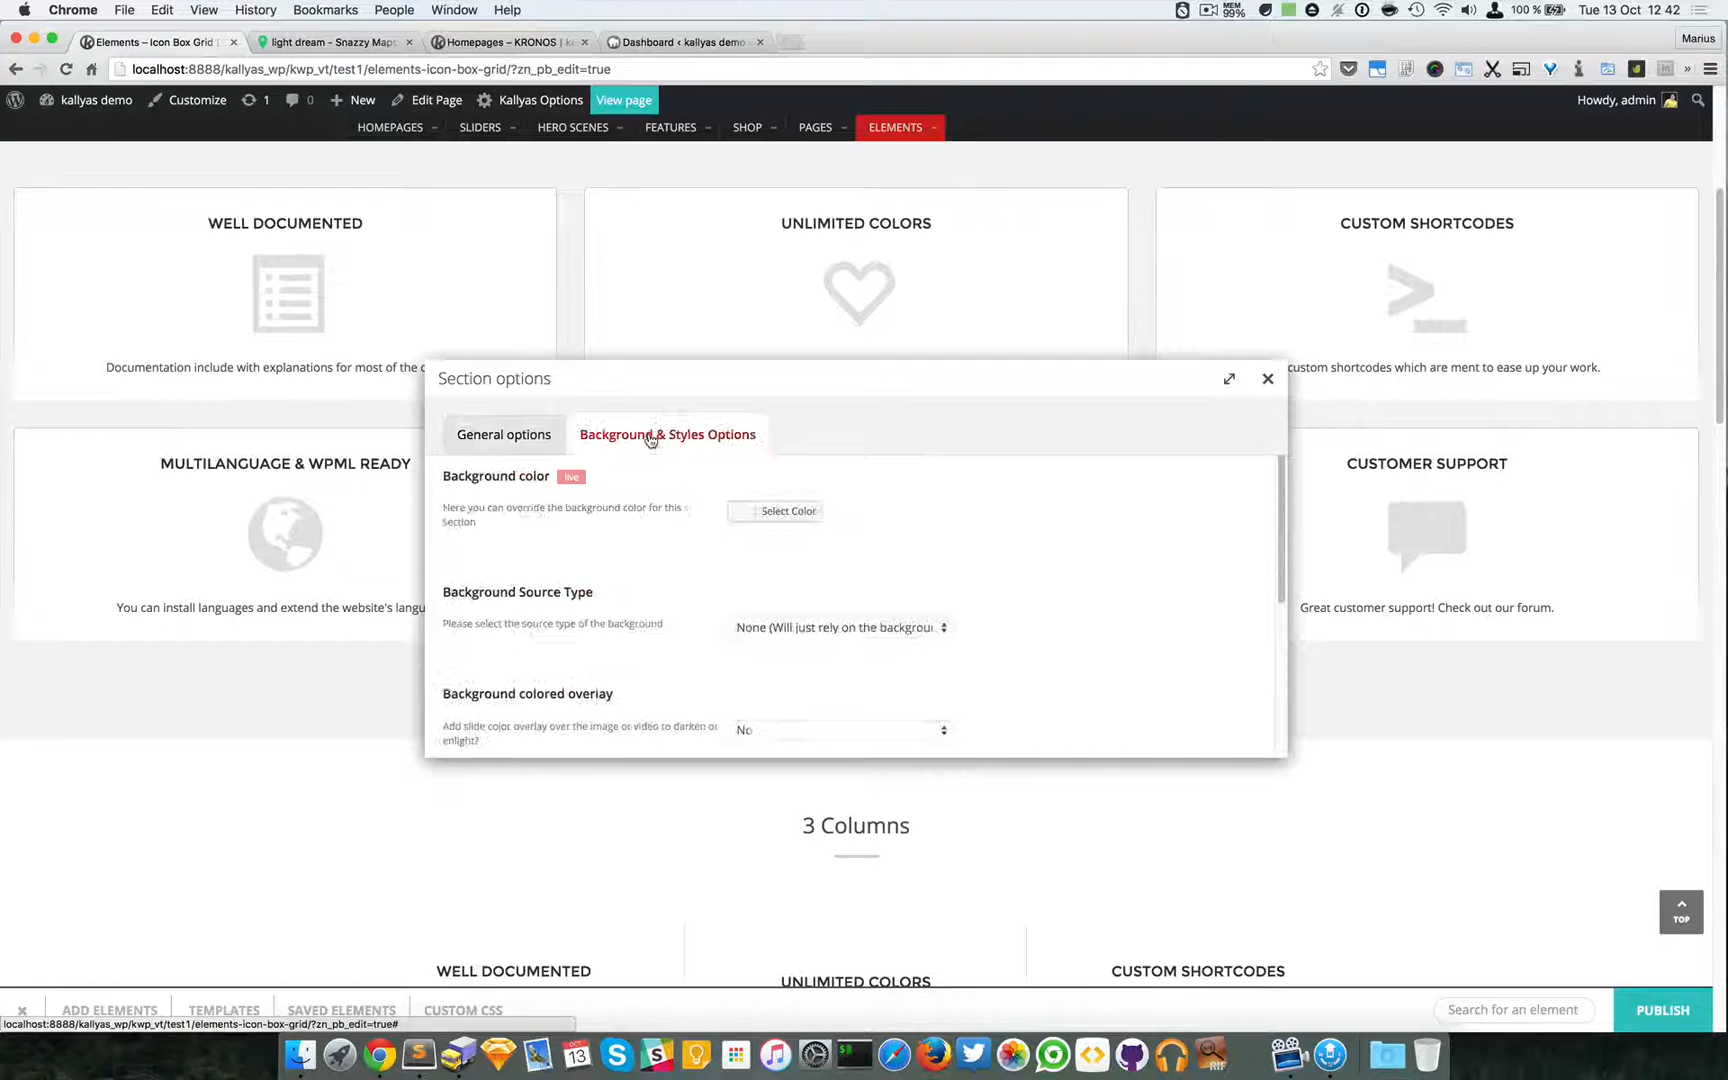 Chrome File Edit View History Bookmarks People Window Help MEM 99% 100 % Tue 13 Oct 12 42
Elements – Icon Box Grid light dream - Snazzy Maps Homepages – KRONOS | k Dashboard ‹ kallyas demo Marius
localhost:8888/kallyas_wp/kwp_vt/test1/elements-icon-box-grid/?zn_pb_edit=true
kallyas demo Customize 1 0 New Edit Page Kallyas Options View page Howdy, admin
HOMEPAGES SLIDERS HERO SCENES FEATURES SHOP PAGES ELEMENTS
WELL DOCUMENTED UNLIMITED COLORS CUSTOM SHORTCODES
Documentation include with explanations for most of the custom shortcodes which are ment to ease up your work.
Section options
General options Background & Styles Options
MULTILANGUAGE & WPML READY CUSTOMER SUPPORT
Background color live
Here you can override the background color for this
Section
Select Color
Background Source Type
You can install languages and extend the website's Great customer support! Check out our forum.
Please select the source type of the background None (Will just rely on the
Background colored overlay
Add slide color overlay over the image or video to darken or
enlight?
No
3 Columns
TOP
WELL DOCUMENTED UNLIMITED COLORS CUSTOM SHORTCODES
ADD ELEMENTS TEMPLATES SAVED ELEMENTS CUSTOM CSS Search for an element PUBLISH
localhost:8888/kallyas_wp/kwp_vt/test1/elements-icon-box-grid/?zn_pb_edit=true#
13